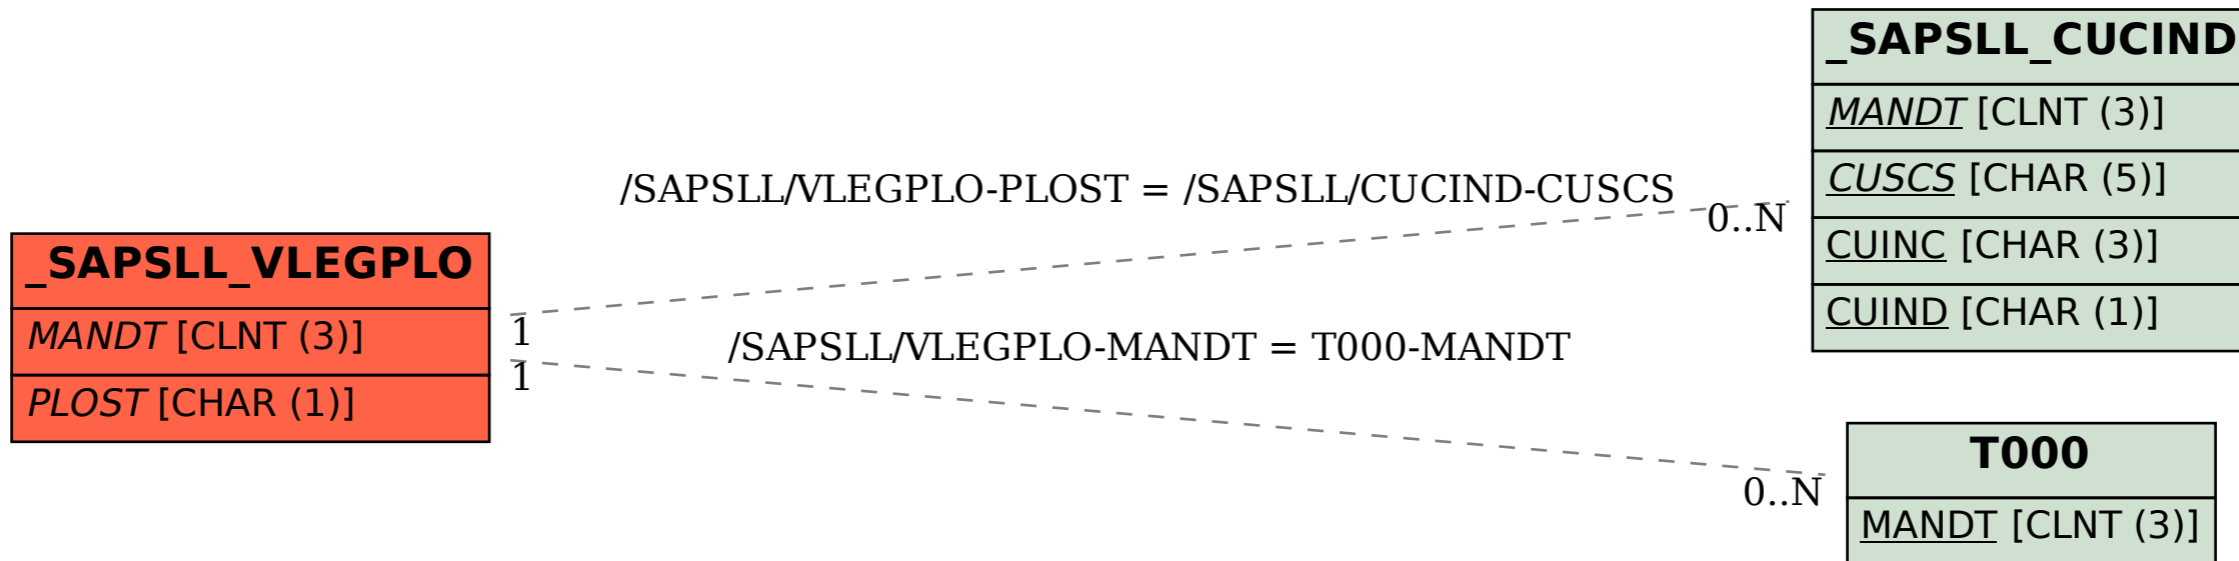 _SAPSLL_VLEGPLO
MANDT [CLNT (3)]
PLOST [CHAR (1)]
/SAPSLL/VLEGPLO-PLOST = /SAPSLL/CUCIND-CUSCS
1
0..N
/SAPSLL/VLEGPLO-MANDT = T000-MANDT
1
0..N
_SAPSLL_CUCIND
MANDT [CLNT (3)]
CUSCS [CHAR (5)]
CUINC [CHAR (3)]
CUIND [CHAR (1)]
T000
MANDT [CLNT (3)]